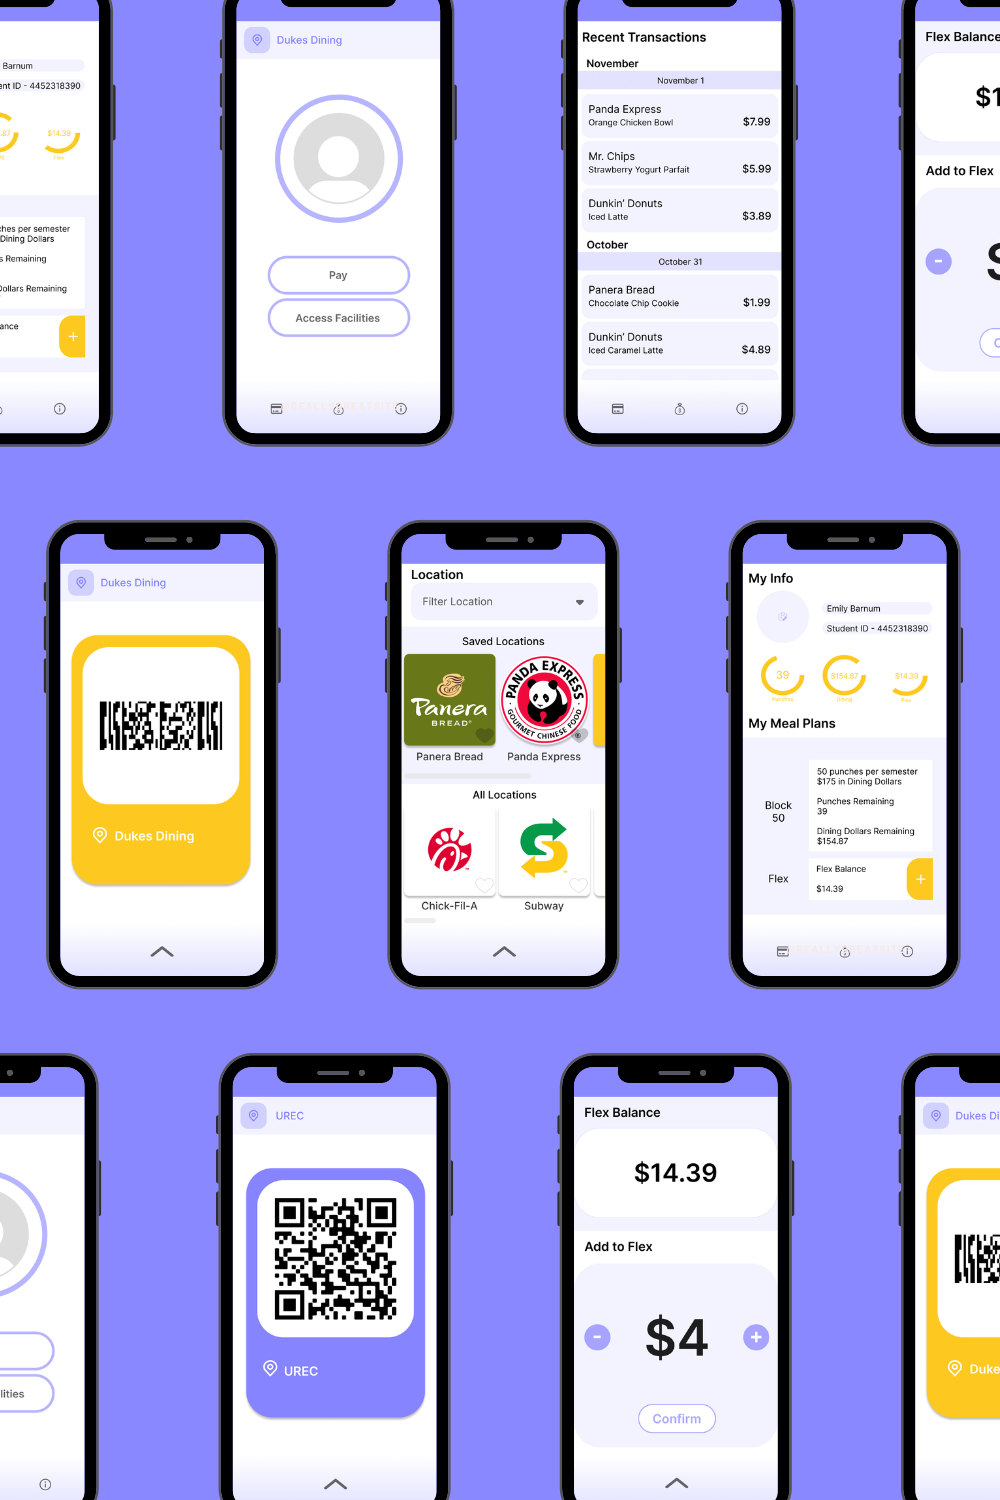 Barnum
ent ID - 4452318390
.87
$14.39
Flex
hes per semester
Dining Dollars
s Remaining
ollars Remaining
ance
+
Dukes Dining
Pay
Access Facilities
Recent Transactions
November
November 1
Panda Express
Orange Chicken Bowl
$7.99
Mr. Chips
Strawberry Yogurt Parfait
$5.99
Dunkin' Donuts
Iced Latte
$3.89
October
October 31
Panera Bread
Chocolate Chip Cookie
$1.99
Dunkin' Donuts
Iced Caramel Latte
$4.89
Flex Balance
$1
Add to Flex
-
$
C
Dukes Dining
Dukes Dining
Location
Filter Location
Saved Locations
Panera
BREAD®
PANDA EXPRESS
GOURMET CHINESE FOOD
Panera Bread
Panda Express
All Locations
Chick-Fil-A
Subway
My Info
Emily Barnum
Student ID - 4452318390
39
$154.87
$14.39
Punches
Dining
Flex
My Meal Plans
Block
50
50 punches per semester
$175 in Dining Dollars
Punches Remaining
39
Dining Dollars Remaining
$154.87
Flex
Flex Balance
$14.39
+
lities
UREC
UREC
Flex Balance
$14.39
Add to Flex
-
$4
+
Confirm
Dukes Di
Duke